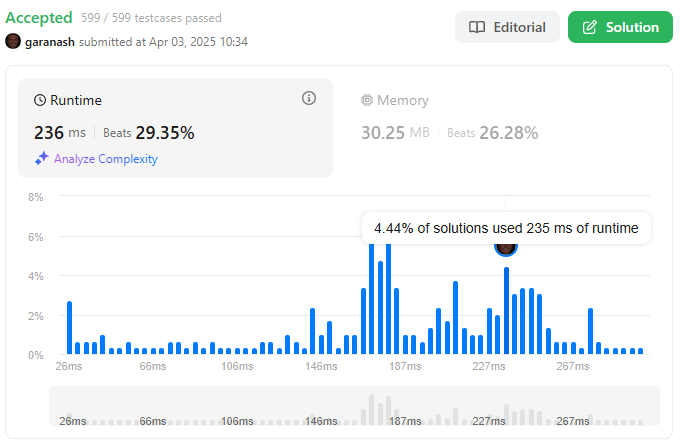 Accepted 599 / 599 testcases passed
Editorial
Solution
garanash submitted at Apr 03, 2025 10:34
Runtime
Memory
236 ms Beats 29.35%
30.25 MB Beats 26.28%
Analyze Complexity
8%
4.44% of solutions used 235 ms of runtime
6%
4%
2%
0%
26ms 66ms 106ms 146ms 187ms 227ms 267ms
26ms 66ms 106ms 146ms 187ms 227ms 267ms